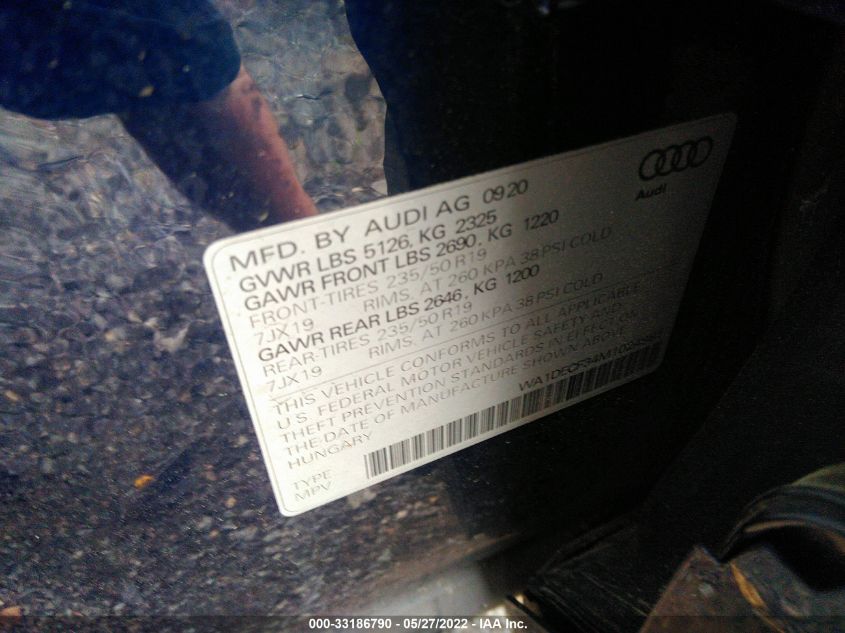 Audi
MFD. BY AUDI AG 0920
GVWR LBS 5126, KG 2325
GAWR FRONT LBS 2690, KG 1220
FRONT-TIRES 235/50 R19
7JX19 RIMS, AT 260 KPA 38 PSI COLD
GAWR REAR LBS 2646, KG 1200
REAR-TIRES 235/50 R19
7JX19 RIMS, AT 260 KPA 38 PSI COLD
THIS VEHICLE CONFORMS TO ALL APPLICABLE
U S FEDERAL MOTOR VEHICLE SAFETY AND
THEFT PREVENTION STANDARDS IN EFFECT ON
THE DATE OF MANUFACTURE SHOWN ABOVE
HUNGARY
TYPE
MPV
000-33186790 - 05/27/2022 - IAA Inc.